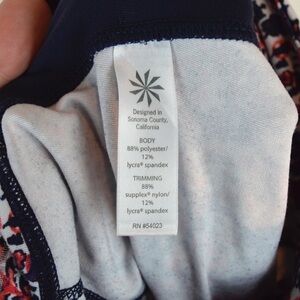 Designed in
Sonoma County,
California
BODY
88% polyester/
12%
lycra® spandex
TRIMMING
88%
supplex® nylon/
12%
lycra® spandex
RN #54023